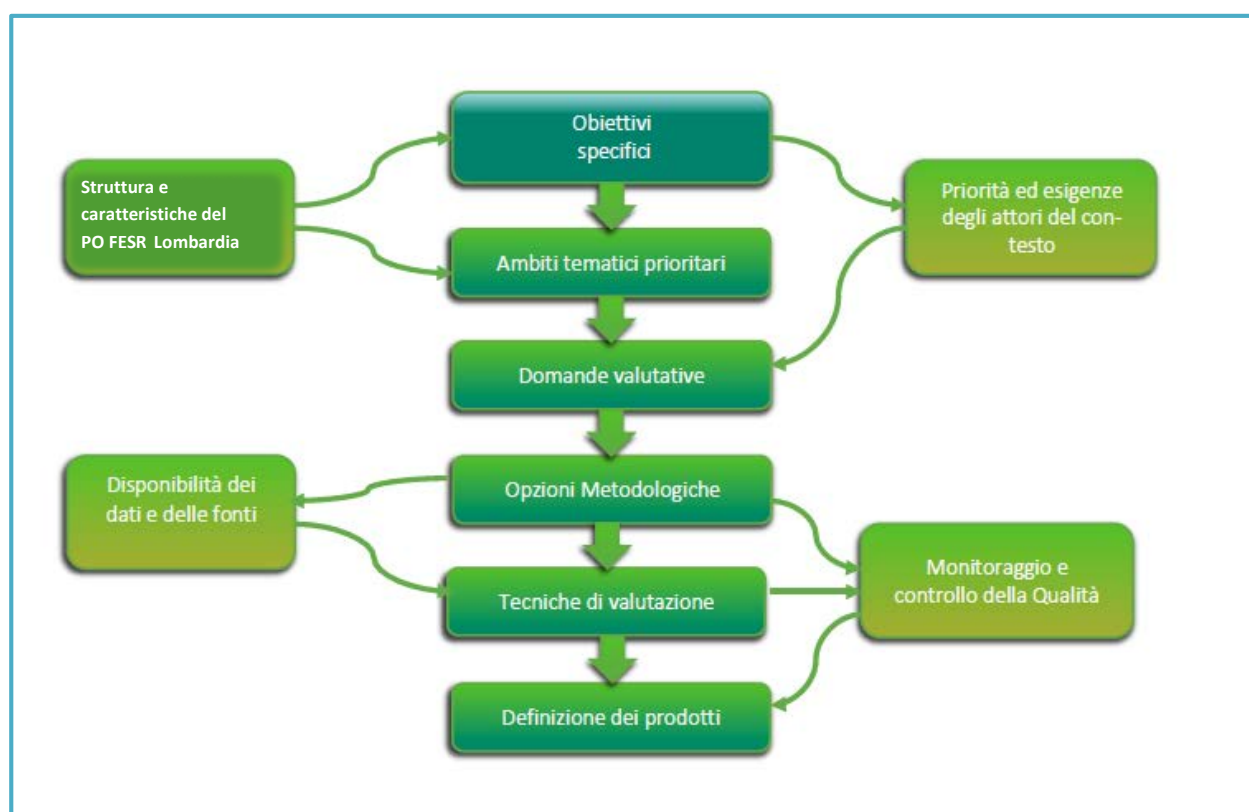 Obiettivi
specifici
Struttura e
caratteristiche del
PO FESR Lombardia
Priorità ed esigenze
degli attori del con-
testo
Ambiti tematici prioritari
Domande valutative
Disponibilità dei
dati e delle fonti
Opzioni Metodologiche
Monitoraggio e
controllo della Qualità
Tecniche di valutazione
Definizione dei prodotti